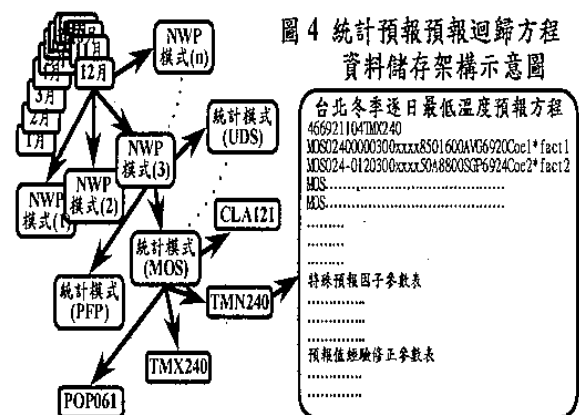 圖 4 統計預報預報迴歸方程
資料儲存架構示意圖
12月
3月
2月
1月
NWP
模式(n)
統計模式
(UDS)
NWP
模式(3)
NWP
模式(2)
NWP
模式(1)
CLA121
統計模式
(MOS)
統計模式
(PFP)
TMN240
TMX240
POP061
台北冬季逐日最低溫度預報方程
466921104TMX240
MOS02400000300xxxx8501600AVG6920Coe1*fact1
MOS024-0120300xxxx50A8800SGP6924Coe2*fact2
MOS..............................
MOS..............................
.........
.........
.........
特殊預報因子參數表
.............
.............
.............
預報值經驗修正參數表
.............
.............